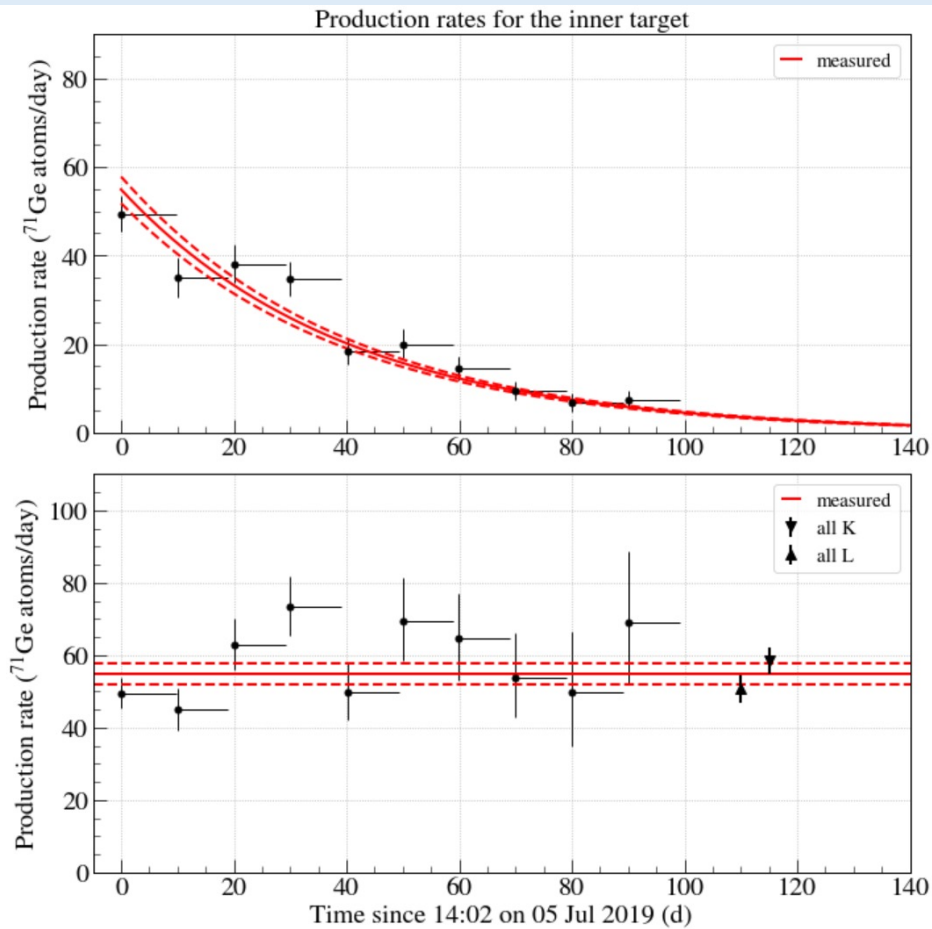 Production rates for the inner target
measured
Production rate (⁷¹Ge atoms/day)
80
60
40
20
0
0 20 40 60 80 100 120 140
measured
all K
all L
Production rate (⁷¹Ge atoms/day)
100
80
60
40
20
0
0 20 40 60 80 100 120 140
Time since 14:02 on 05 Jul 2019 (d)